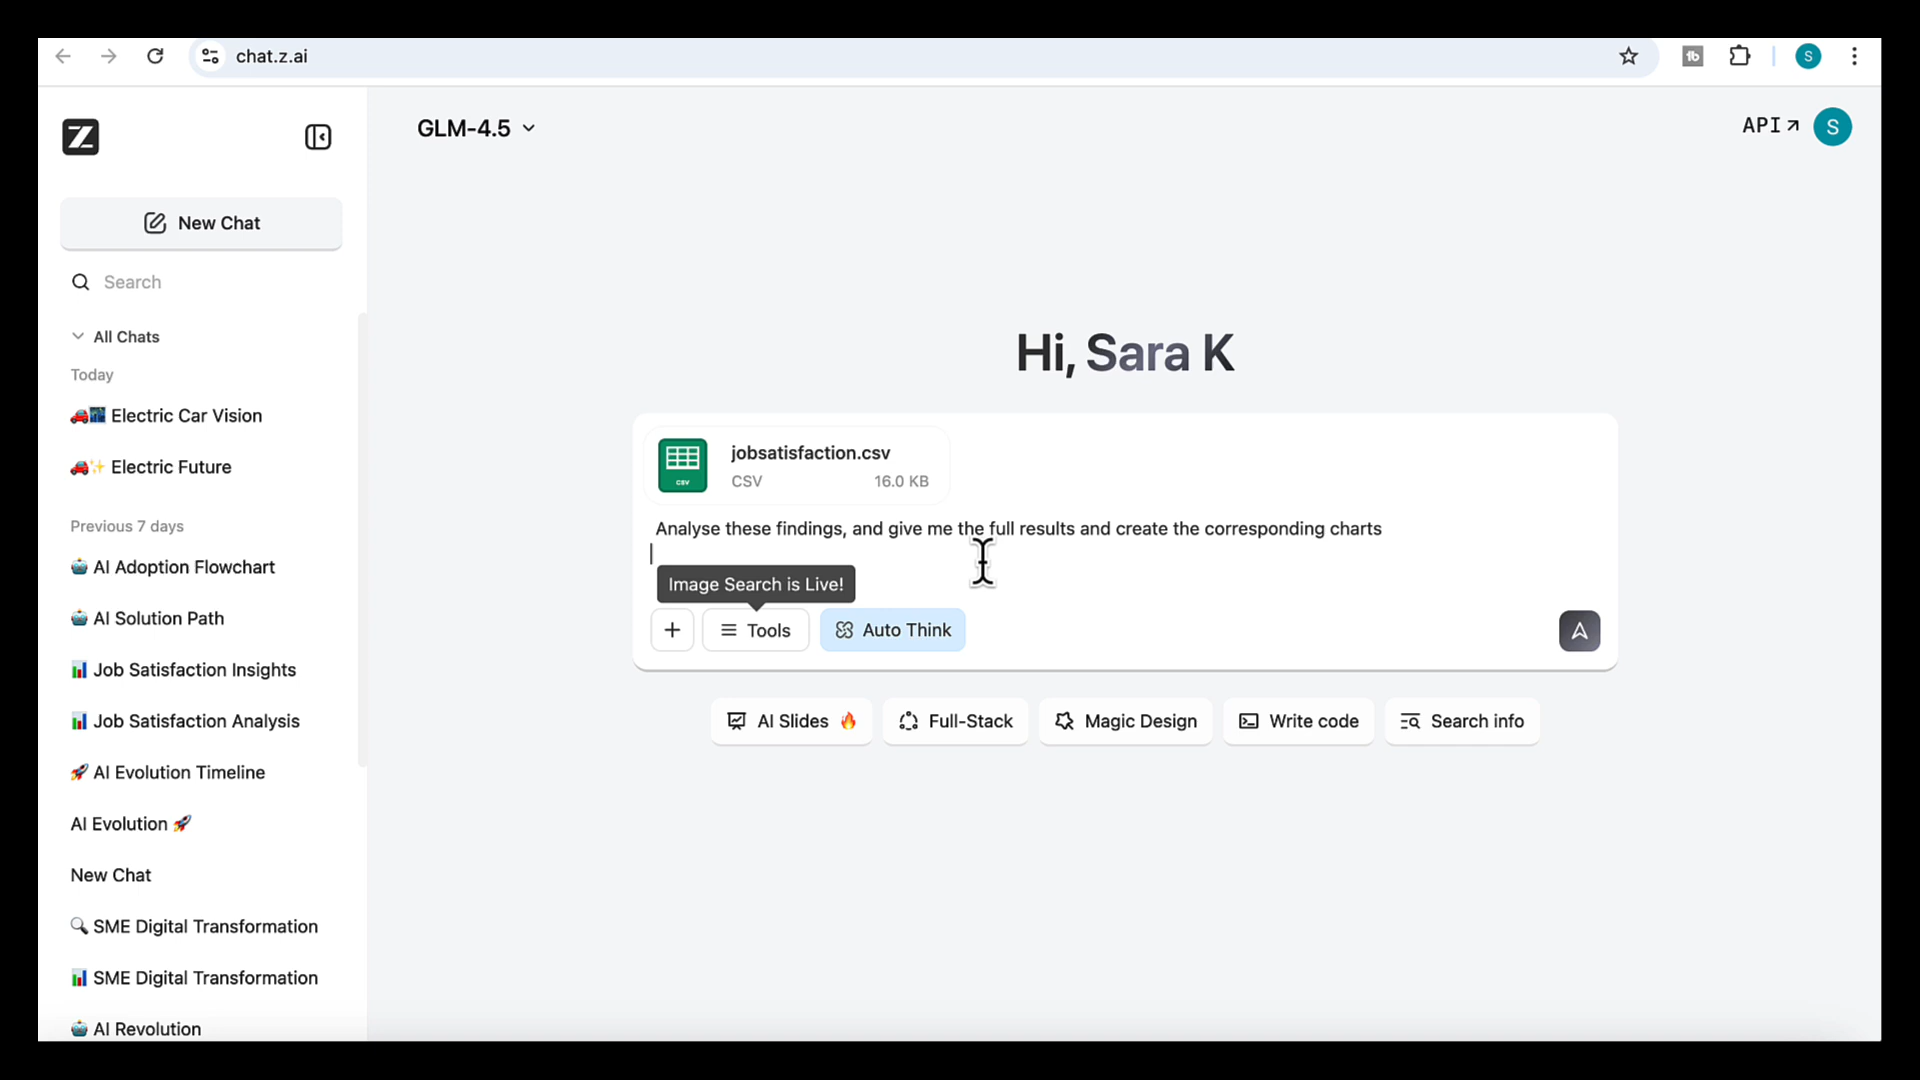 chat.z.ai
S
Z
GLM-4.5
API
S
New Chat
Search
All Chats
Today
Electric Car Vision
Electric Future
Previous 7 days
AI Adoption Flowchart
AI Solution Path
Job Satisfaction Insights
Job Satisfaction Analysis
AI Evolution Timeline
AI Evolution
New Chat
SME Digital Transformation
SME Digital Transformation
AI Revolution
Hi, Sara K
jobsatisfaction.csv
CSV
CSV 16.0 KB
Analyse these findings, and give me the full results and create the corresponding charts
Image Search is Live!
Tools
Auto Think
AI Slides
Full-Stack
Magic Design
Write code
Search info